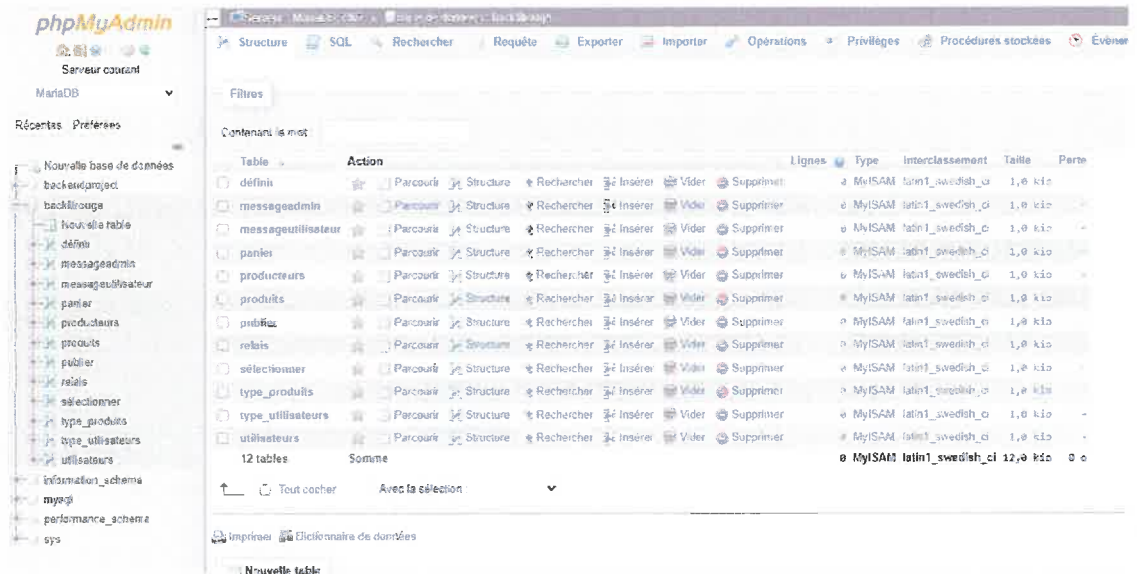 phpMyAdmin
Serveur courant
MariaDB
Récentes Préférées
Nouvelle base de données
backendproject
backlibrouge
Nouvelle table
définir
messageadmin
messageutilisateur
panier
producteurs
produits
publier
relais
sélectionner
type_produits
type_utilisateurs
utilisateurs
information_schema
mysql
performance_schema
sys
Structure SQL Rechercher Requête Exporter Importer Opérations Privilèges Procédures stockées
Filtres
Contenant le mot :
Table Action Lignes Type Interclassement Taille Perte
définir Parcourir Structure Rechercher Insérer Vider Supprimer 0 MyISAM latin1_swedish_ci 1,0 kio -
messageadmin Parcourir Structure Rechercher Insérer Vider Supprimer 0 MyISAM latin1_swedish_ci 1,0 kio -
messageutilisateur Parcourir Structure Rechercher Insérer Vider Supprimer 0 MyISAM latin1_swedish_ci 1,0 kio -
panier Parcourir Structure Rechercher Insérer Vider Supprimer 0 MyISAM latin1_swedish_ci 1,0 kio -
producteurs Parcourir Structure Rechercher Insérer Vider Supprimer 0 MyISAM latin1_swedish_ci 1,0 kio -
produits Parcourir Structure Rechercher Insérer Vider Supprimer 0 MyISAM latin1_swedish_ci 1,0 kio -
publier Parcourir Structure Rechercher Insérer Vider Supprimer 0 MyISAM latin1_swedish_ci 1,0 kio -
relais Parcourir Structure Rechercher Insérer Vider Supprimer 0 MyISAM latin1_swedish_ci 1,0 kio -
sélectionner Parcourir Structure Rechercher Insérer Vider Supprimer 0 MyISAM latin1_swedish_ci 1,0 kio -
type_produits Parcourir Structure Rechercher Insérer Vider Supprimer 0 MyISAM latin1_swedish_ci 1,0 kio -
type_utilisateurs Parcourir Structure Rechercher Insérer Vider Supprimer 0 MyISAM latin1_swedish_ci 1,0 kio -
utilisateurs Parcourir Structure Rechercher Insérer Vider Supprimer 0 MyISAM latin1_swedish_ci 1,0 kio -
12 tables Somme 0 MyISAM latin1_swedish_ci 12,0 kio 0 o
Tout cocher Avec la sélection :
Imprimer Dictionnaire de données
Nouvelle table